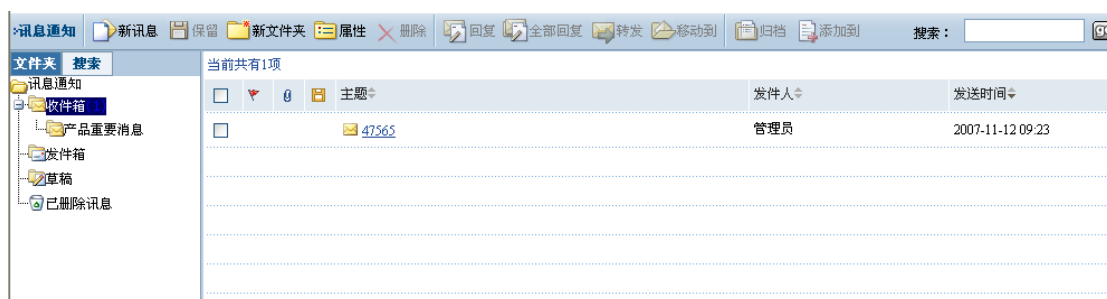 讯息通知 新讯息 保留 新文件夹 属性 删除 回复 全部回复 转发 移动到 归档 添加到 搜索：
文件夹 搜索 当前共有1项
讯息通知
收件箱(1) 主题 发件人 发送时间
产品重要消息 47565 管理员 2007-11-12 09:23
发件箱
草稿
已删除讯息